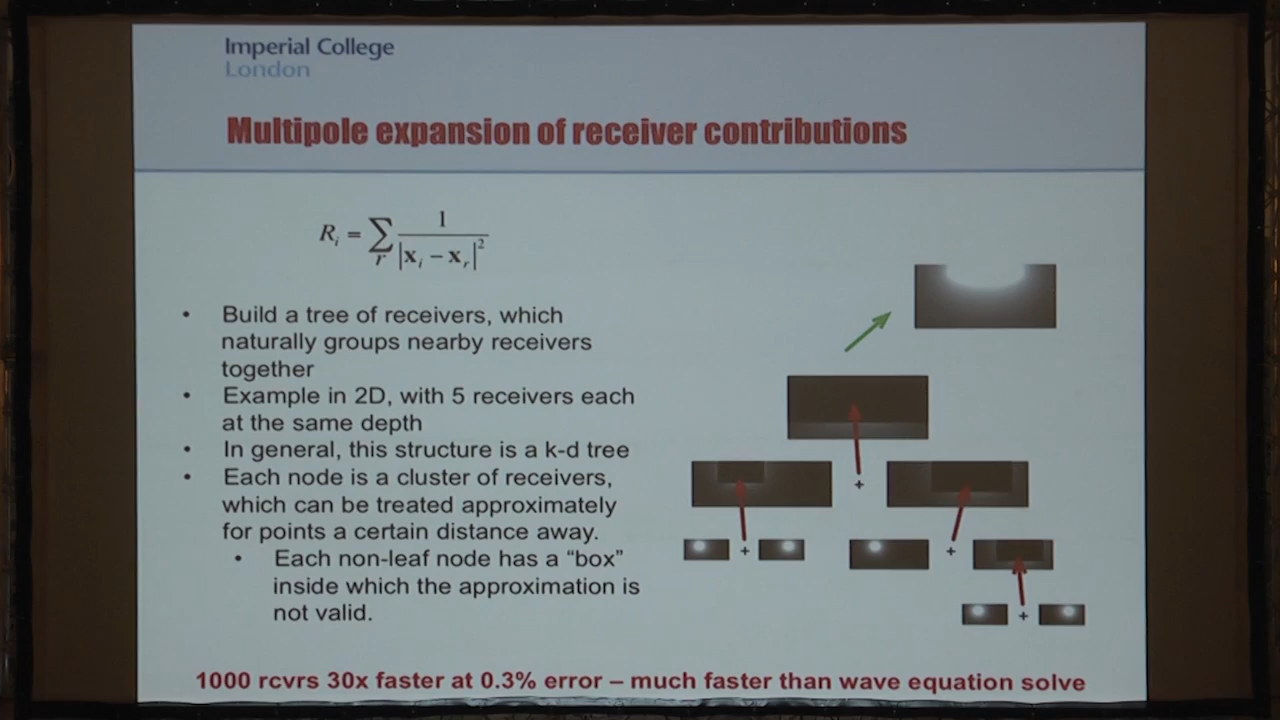 Imperial College
London
Multipole expansion of receiver contributions
R_i = ∑_r 1 / |x_i − x_r|^2
• Build a tree of receivers, which
naturally groups nearby receivers
together
• Example in 2D, with 5 receivers each
at the same depth
• In general, this structure is a k-d tree
• Each node is a cluster of receivers,
which can be treated approximately
for points a certain distance away.
• Each non-leaf node has a “box”
inside which the approximation is
not valid.
+
+ +
+
1000 rcvrs 30x faster at 0.3% error – much faster than wave equation solve